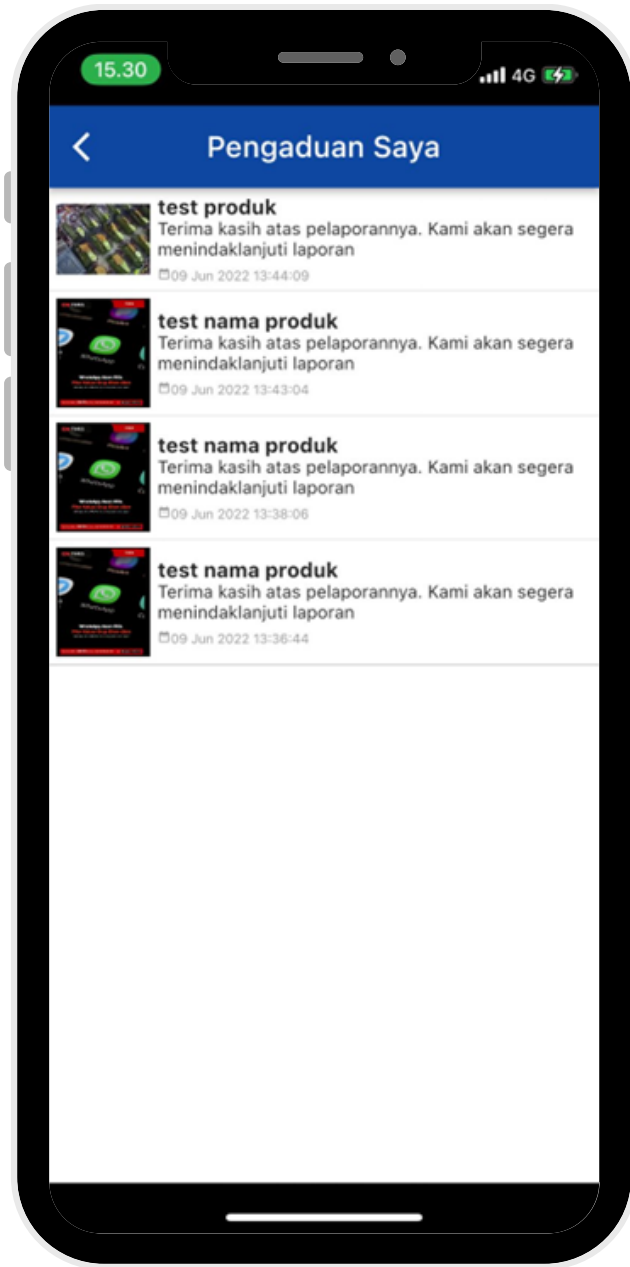 15.30
4G
Pengaduan Saya
test produk
Terima kasih atas pelaporannya. Kami akan segera
menindaklanjuti laporan
09 Jun 2022 13:44:09
test nama produk
Terima kasih atas pelaporannya. Kami akan segera
menindaklanjuti laporan
09 Jun 2022 13:43:04
test nama produk
Terima kasih atas pelaporannya. Kami akan segera
menindaklanjuti laporan
09 Jun 2022 13:38:06
test nama produk
Terima kasih atas pelaporannya. Kami akan segera
menindaklanjuti laporan
09 Jun 2022 13:36:44